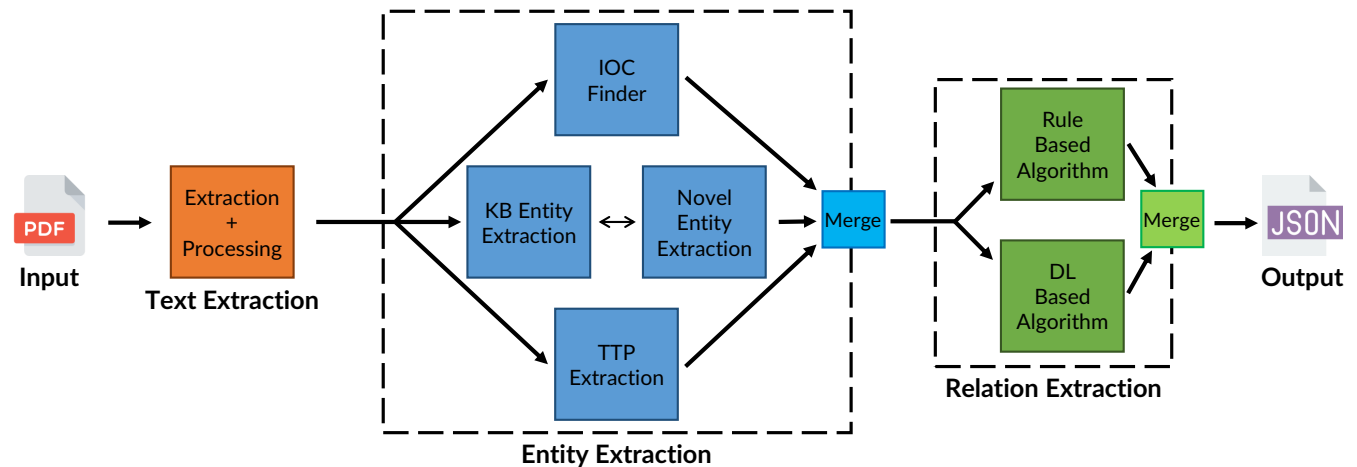 PDF
Input
Extraction
+
Processing
Text Extraction
IOC
Finder
KB Entity
Extraction
Novel
Entity
Extraction
TTP
Extraction
Merge
Entity Extraction
Rule
Based
Algorithm
DL
Based
Algorithm
Merge
Relation Extraction
JSON
Output